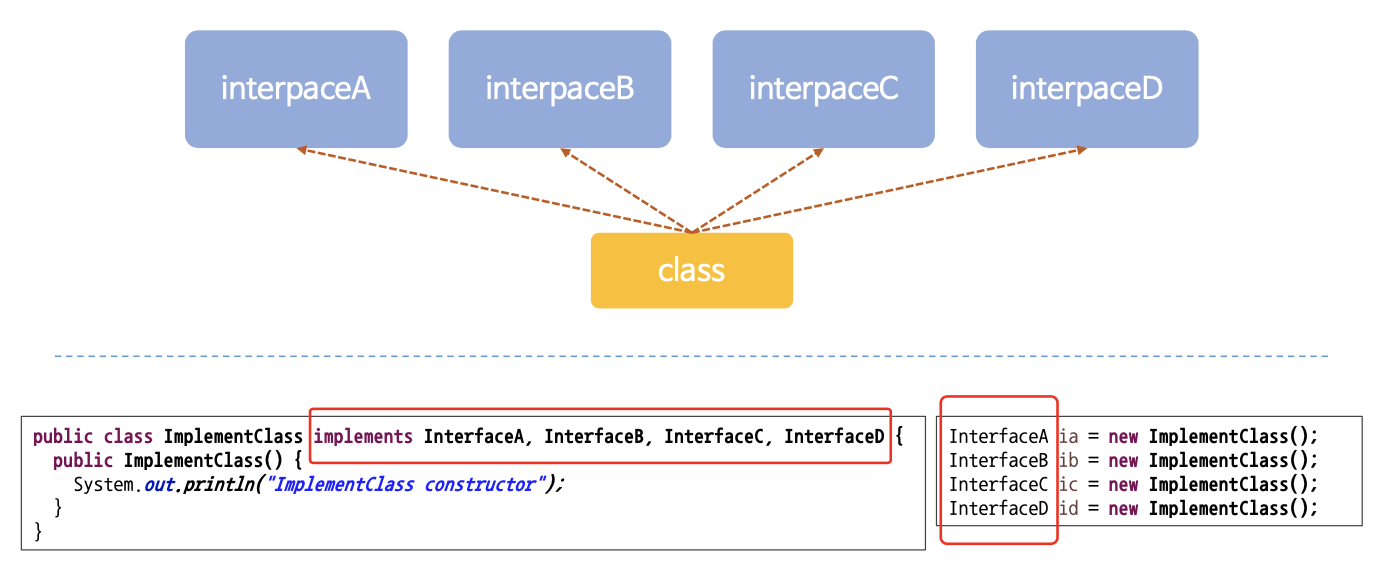 interpaceA
interpaceB
interpaceC
interpaceD
class
public class ImplementClass implements InterfaceA, InterfaceB, InterfaceC, InterfaceD {
public ImplementClass() {
System.out.println("ImplementClass constructor");
}
}
InterfaceA ia = new ImplementClass();
InterfaceB ib = new ImplementClass();
InterfaceC ic = new ImplementClass();
InterfaceD id = new ImplementClass();